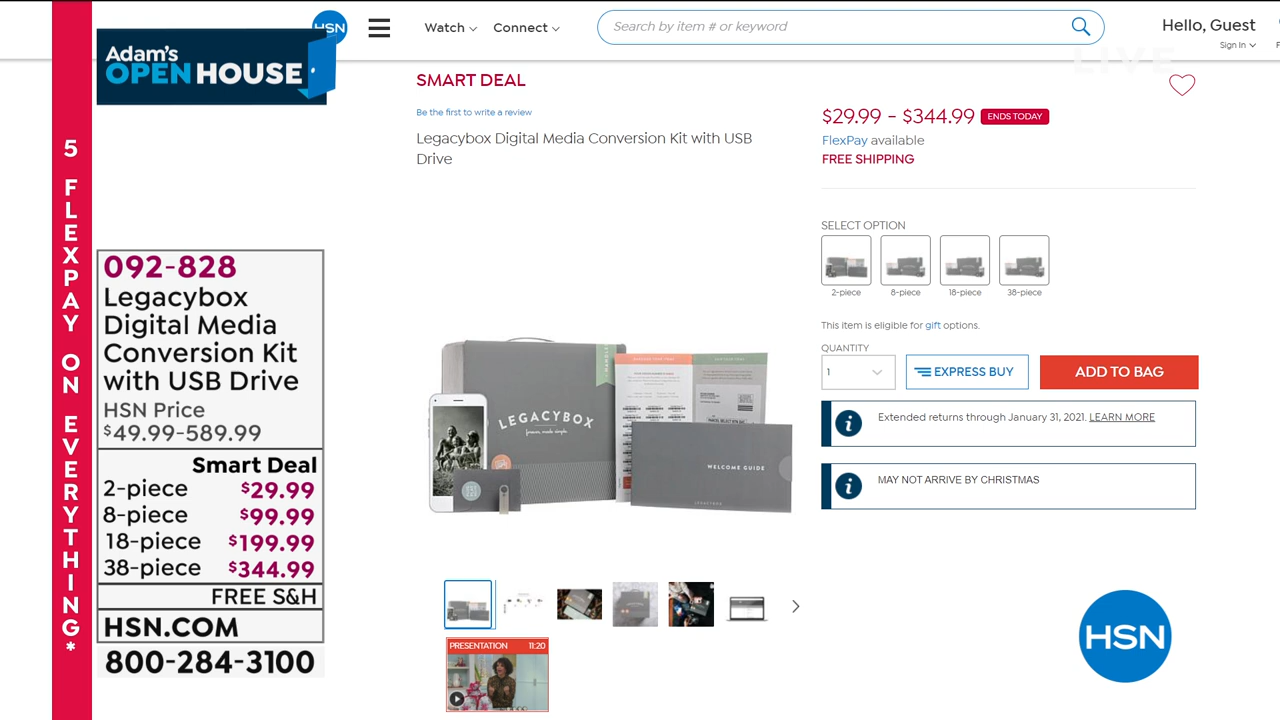 HSN
Adam's
OPEN HOUSE
Watch
Connect
Search by item # or keyword
Hello, Guest
Sign In
LIVE
5 FLEXPAY ON EVERYTHING*
092-828
Legacybox
Digital Media
Conversion Kit
with USB Drive
HSN Price
$49.99-589.99
Smart Deal
2-piece $29.99
8-piece $99.99
18-piece $199.99
38-piece $344.99
FREE S&H
HSN.COM
800-284-3100
SMART DEAL
Be the first to write a review
Legacybox Digital Media Conversion Kit with USB
Drive
LEGACYBOX
WELCOME GUIDE
LEGACYBOX
PRESENTATION 11:20
$29.99 - $344.99 ENDS TODAY
FlexPay available
FREE SHIPPING
SELECT OPTION
2-piece 8-piece 18-piece 38-piece
This item is eligible for gift options.
QUANTITY
1
EXPRESS BUY
ADD TO BAG
Extended returns through January 31, 2021. LEARN MORE
MAY NOT ARRIVE BY CHRISTMAS
HSN